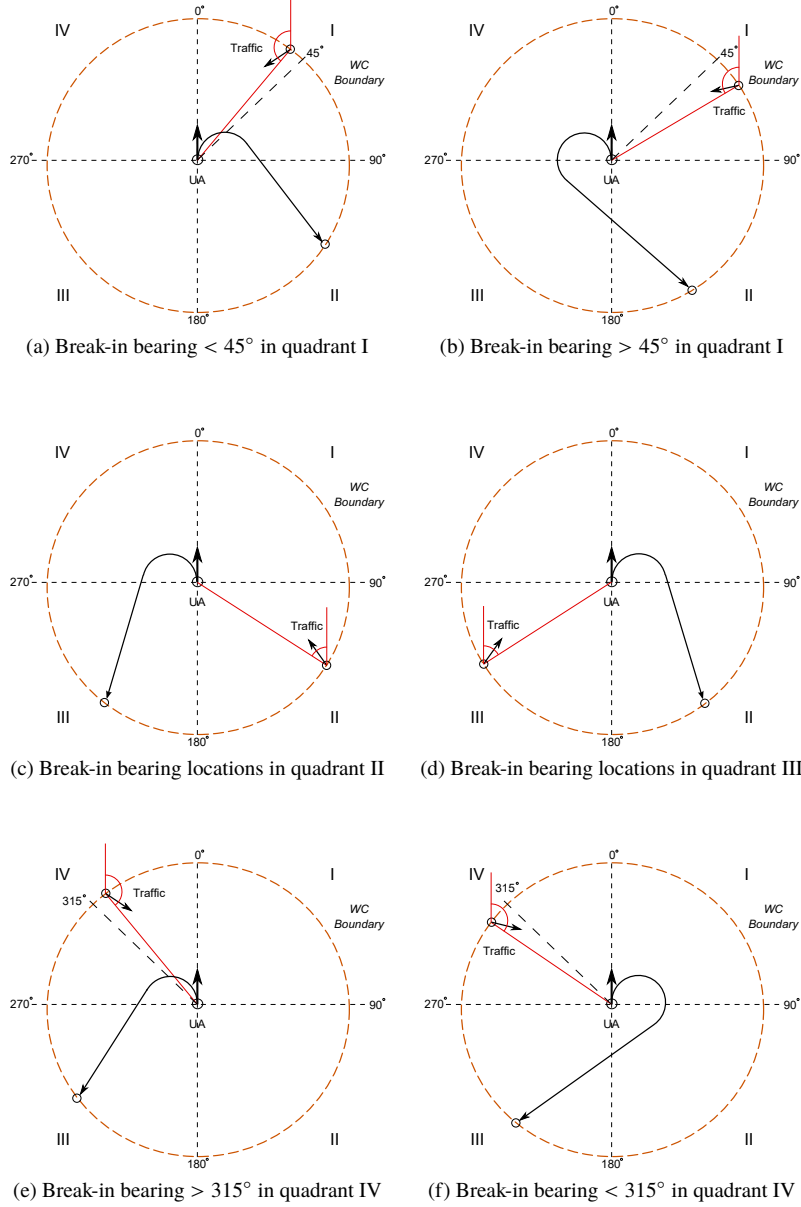 0°
IV
I
Traffic
45°
WC
Boundary
270°
90°
UA
III
II
180°
(a) Break-in bearing < 45° in quadrant I
0°
IV
I
45°
WC
Boundary
Traffic
270°
90°
UA
III
II
180°
(b) Break-in bearing > 45° in quadrant I
0°
IV
I
WC
Boundary
270°
90°
UA
Traffic
III
II
180°
(c) Break-in bearing locations in quadrant II
0°
IV
I
WC
Boundary
270°
90°
UA
Traffic
III
II
180°
(d) Break-in bearing locations in quadrant III
0°
IV
I
Traffic
315°
WC
Boundary
270°
90°
UA
III
II
180°
(e) Break-in bearing > 315° in quadrant IV
0°
IV
I
315°
WC
Boundary
Traffic
270°
90°
UA
III
II
180°
(f) Break-in bearing < 315° in quadrant IV